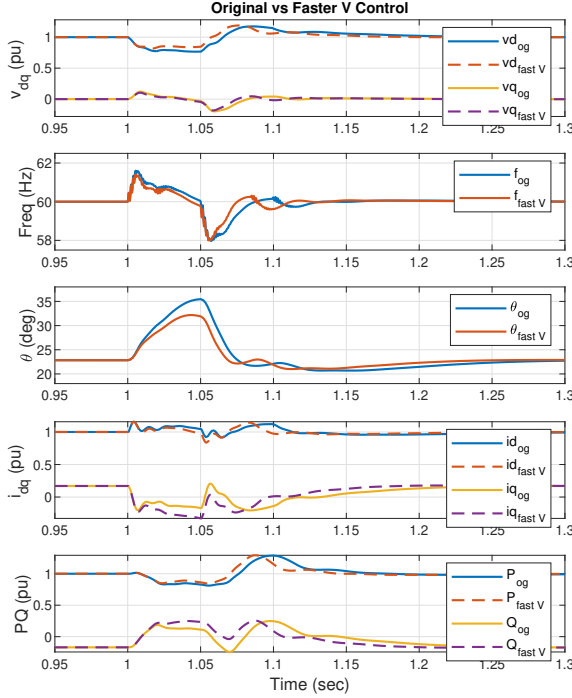 Original vs Faster V Control
v_dq (pu)
1
0.5
0
vd_og
vd_fast V
vq_og
vq_fast V
0.95 1 1.05 1.1 1.15 1.2 1.25 1.3
Freq (Hz)
62
60
58
f_og
f_fast V
0.95 1 1.05 1.1 1.15 1.2 1.25 1.3
θ (deg)
35
30
25
20
θ_og
θ_fast V
0.95 1 1.05 1.1 1.15 1.2 1.25 1.3
i_dq (pu)
1
0.5
0
id_og
id_fast V
iq_og
iq_fast V
0.95 1 1.05 1.1 1.15 1.2 1.25 1.3
PQ (pu)
1
0.5
0
P_og
P_fast V
Q_og
Q_fast V
0.95 1 1.05 1.1 1.15 1.2 1.25 1.3
Time (sec)